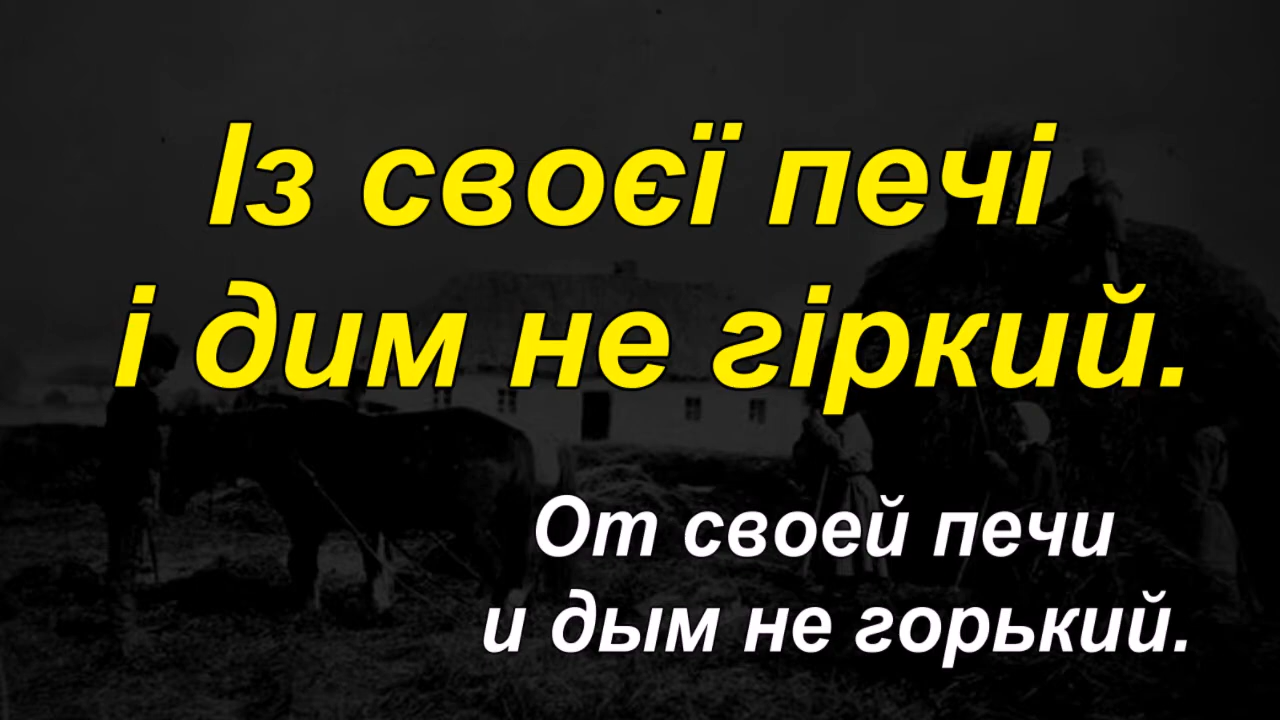 Із своєї печі
і дим не гіркий.
От своей печи
и дым не горький.